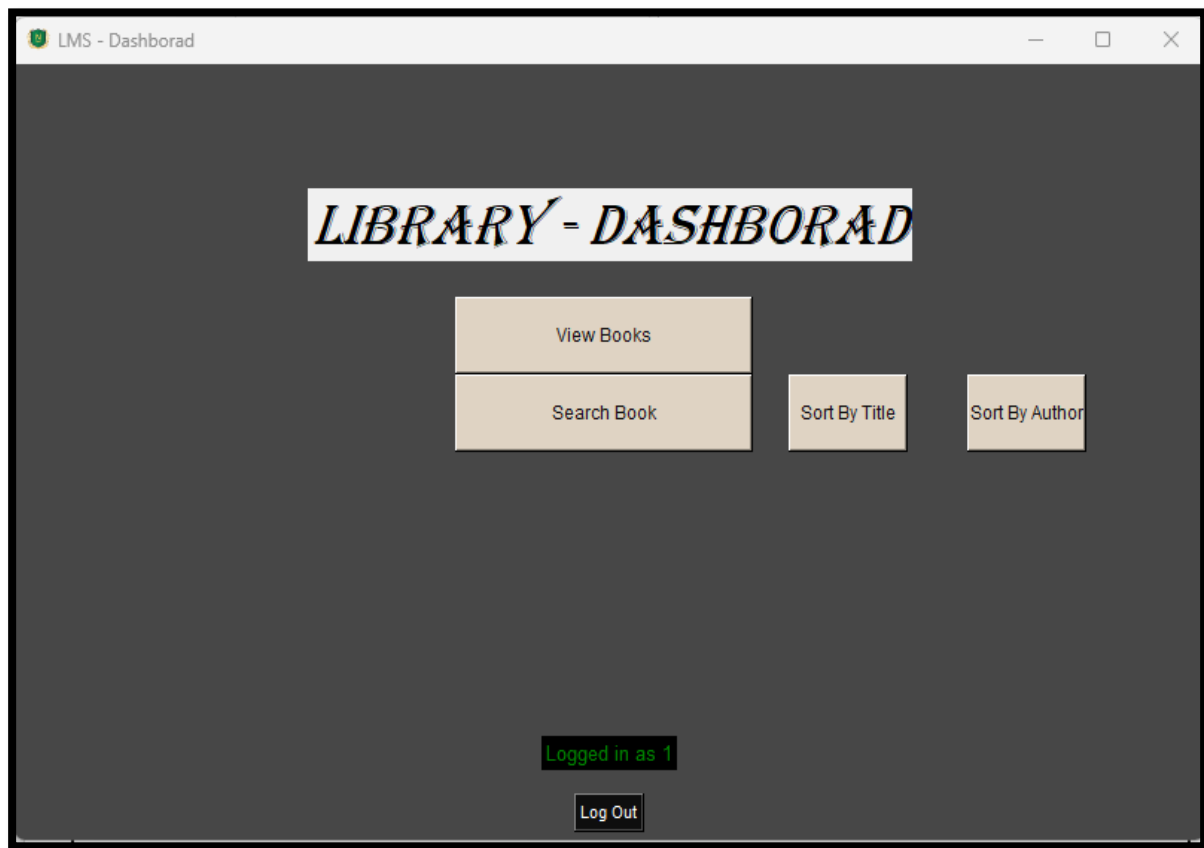 LMS - Dashborad
LIBRARY - DASHBORAD
View Books
Search Book Sort By Title Sort By Author
Logged in as 1
Log Out